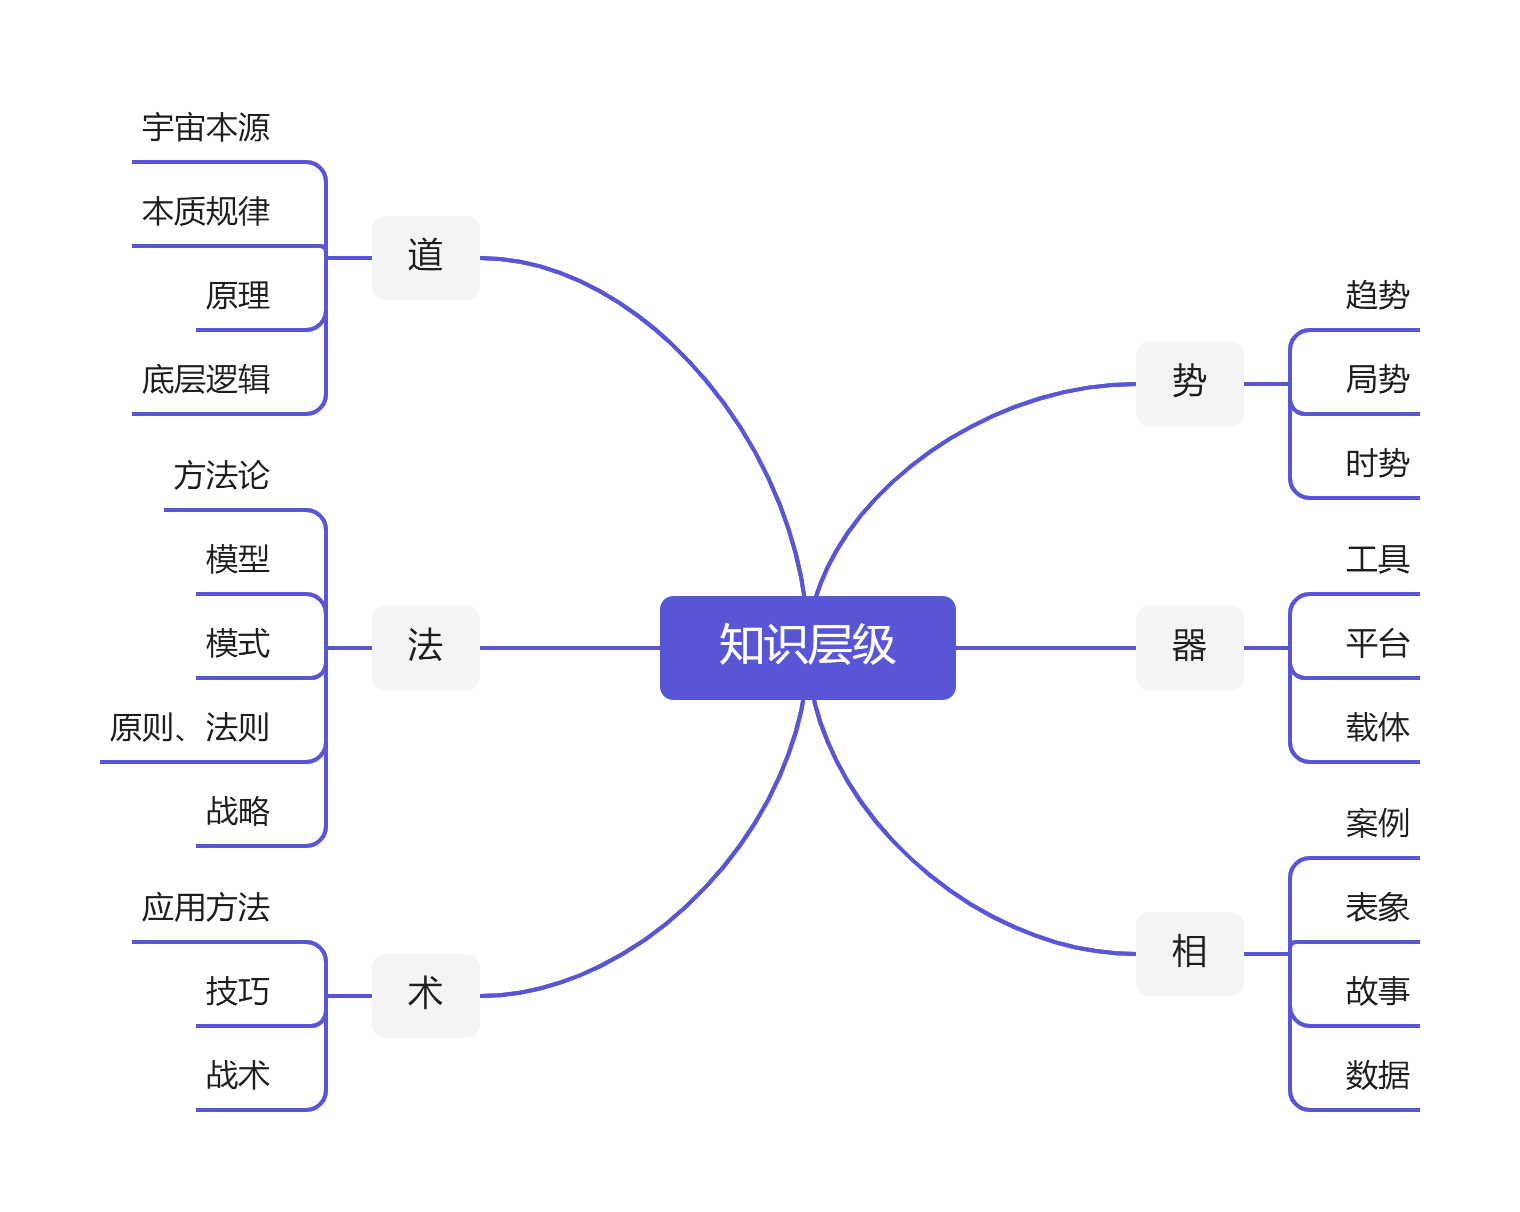 知识层级
道
宇宙本源
本质规律
原理
底层逻辑
法
方法论
模型
模式
原则、法则
战略
术
应用方法
技巧
战术
势
趋势
局势
时势
器
工具
平台
载体
相
案例
表象
故事
数据